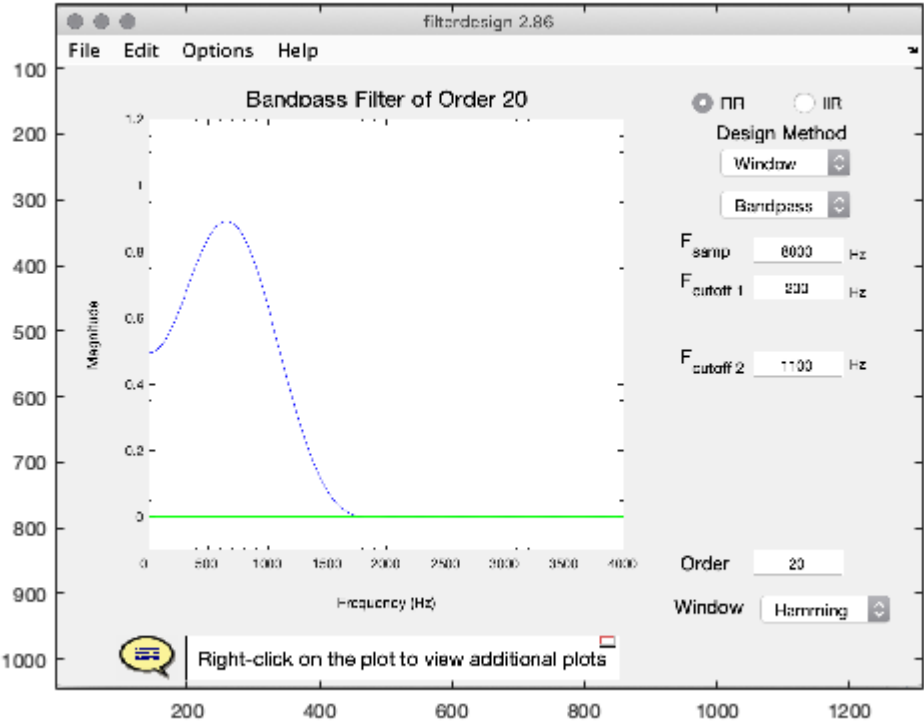 filterdesign 2.86
File Edit Options Help
Bandpass Filter of Order 20
IIR
Design Method
Window
Bandpass
F samp 8000 Hz
F cutoff 1 200 Hz
F cutoff 2 1100 Hz
Order 20
Window Hamming
1.2
1
0.8
0.6
0.4
0.2
0
Magnitude
0 500 1000 1500 2000 2500 3000 3500 4000
Frequency (Hz)
Right-click on the plot to view additional plots
100
200
300
400
500
600
700
800
900
1000
200 400 600 800 1000 1200